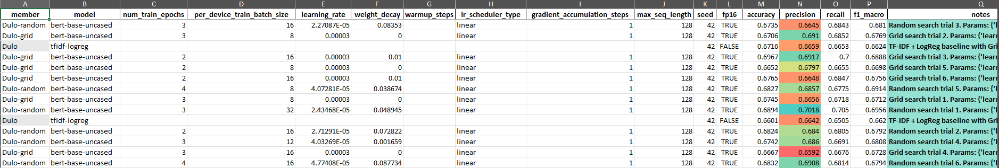 A B C D E F G H I J K L M N O P Q
member model num_train_epochs per_device_train_batch_size learning_rate weight_decay warmup_steps lr_scheduler_type gradient_accumulation_steps max_seq_length seed fp16 accuracy precision recall f1_macro notes
Dulo-random bert-base-uncased 3 16 2.27087E-05 0.08353 linear 1 128 42 TRUE 0.6735 0.6645 0.6843 0.681 Random search trial 3. Params: {'l
Dulo-grid bert-base-uncased 3 8 0.00003 0 linear 1 128 42 TRUE 0.6706 0.691 0.6852 0.6769 Grid search trial 2. Params: {'learn
Dulo tfidf-logreg 42 FALSE 0.6716 0.6659 0.6653 0.6624 TF-IDF + LogReg baseline with Gri
Dulo-grid bert-base-uncased 2 16 0.00003 0.01 linear 1 128 42 TRUE 0.6967 0.6917 0.7 0.6888 Grid search trial 3. Params: {'learn
Dulo-grid bert-base-uncased 2 8 0.00003 0 linear 1 128 42 TRUE 0.6652 0.6797 0.6655 0.6698 Grid search trial 5. Params: {'learn
Dulo-grid bert-base-uncased 2 16 0.00003 0.01 linear 1 128 42 TRUE 0.6765 0.6648 0.6847 0.6756 Grid search trial 6. Params: {'learn
Dulo-random bert-base-uncased 4 8 4.07281E-05 0.038674 linear 1 128 42 TRUE 0.6827 0.6857 0.6775 0.6914 Random search trial 5. Params: {'l
Dulo-grid bert-base-uncased 3 8 0.00003 0 linear 1 128 42 TRUE 0.6745 0.6656 0.6718 0.6712 Grid search trial 1. Params: {'learn
Dulo-random bert-base-uncased 3 32 2.43468E-05 0.048945 linear 1 128 42 TRUE 0.6894 0.7018 0.705 0.6956 Random search trial 1. Params: {'l
Dulo tfidf-logreg 42 FALSE 0.6601 0.6642 0.6505 0.662 TF-IDF + LogReg baseline with Gri
Dulo-random bert-base-uncased 2 16 2.71291E-05 0.072822 linear 1 128 42 TRUE 0.6824 0.684 0.6805 0.6792 Random search trial 2. Params: {'l
Dulo-random bert-base-uncased 3 12 4.03269E-05 0.001659 linear 1 128 42 TRUE 0.6742 0.686 0.6691 0.6808 Random search trial 4. Params: {'l
Dulo-grid bert-base-uncased 3 16 0.00003 0 linear 1 128 42 TRUE 0.6667 0.6592 0.6676 0.6728 Grid search trial 4. Params: {'learn
Dulo-random bert-base-uncased 4 16 4.77408E-05 0.087734 linear 1 128 42 TRUE 0.6832 0.6908 0.6814 0.6794 Random search trial 6. Params: {'l